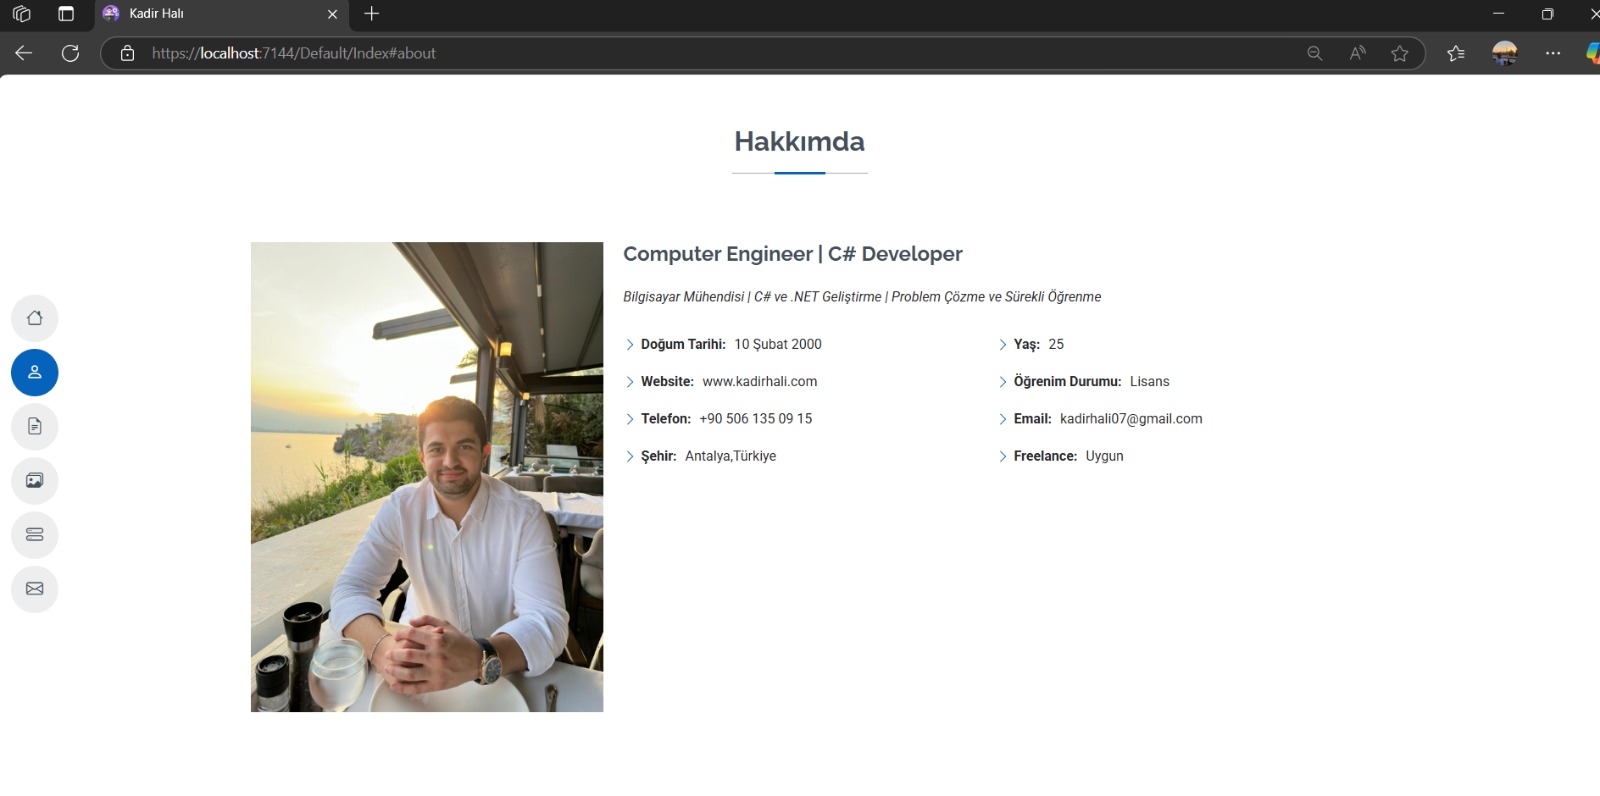 Kadir Halı
https://localhost:7144/Default/Index#about
Hakkımda
Computer Engineer | C# Developer
Bilgisayar Mühendisi | C# ve .NET Geliştirme | Problem Çözme ve Sürekli Öğrenme
Doğum Tarihi: 10 Şubat 2000
Yaş: 25
Website: www.kadirhali.com
Öğrenim Durumu: Lisans
Telefon: +90 506 135 09 15
Email: kadirhali07@gmail.com
Şehir: Antalya,Türkiye
Freelance: Uygun